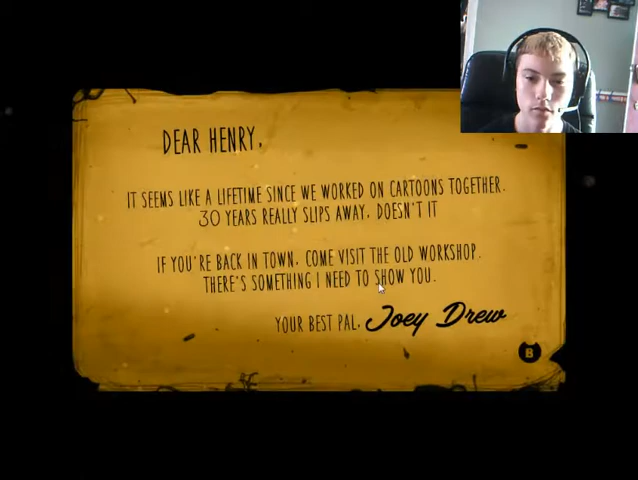 DEAR HENRY,
IT SEEMS LIKE A LIFETIME SINCE WE WORKED ON CARTOONS TOGETHER.
30 YEARS REALLY SLIPS AWAY, DOESN'T IT
IF YOU'RE BACK IN TOWN, COME VISIT THE OLD WORKSHOP.
THERE'S SOMETHING I NEED TO SHOW YOU.
YOUR BEST PAL, Joey Drew
B